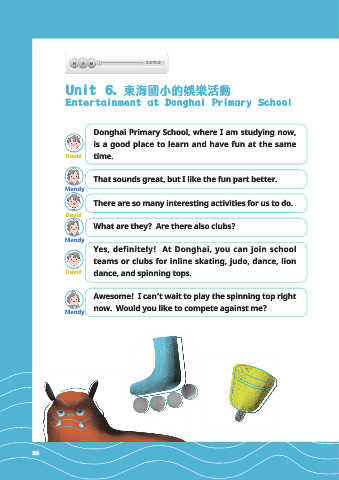 Unit 6. 東海國小的娛樂活動
Entertainment at Donghai Primary School
Donghai Primary School, where I am studying now,
is a good place to learn and have fun at the same
time.
David
That sounds great, but I like the fun part better.
Mandy
There are so many interesting activities for us to do.
David
What are they? Are there also clubs?
Mandy
Yes, definitely! At Donghai, you can join school
teams or clubs for inline skating, judo, dance, lion
dance, and spinning tops.
David
Awesome! I can't wait to play the spinning top right
now. Would you like to compete against me?
Mandy